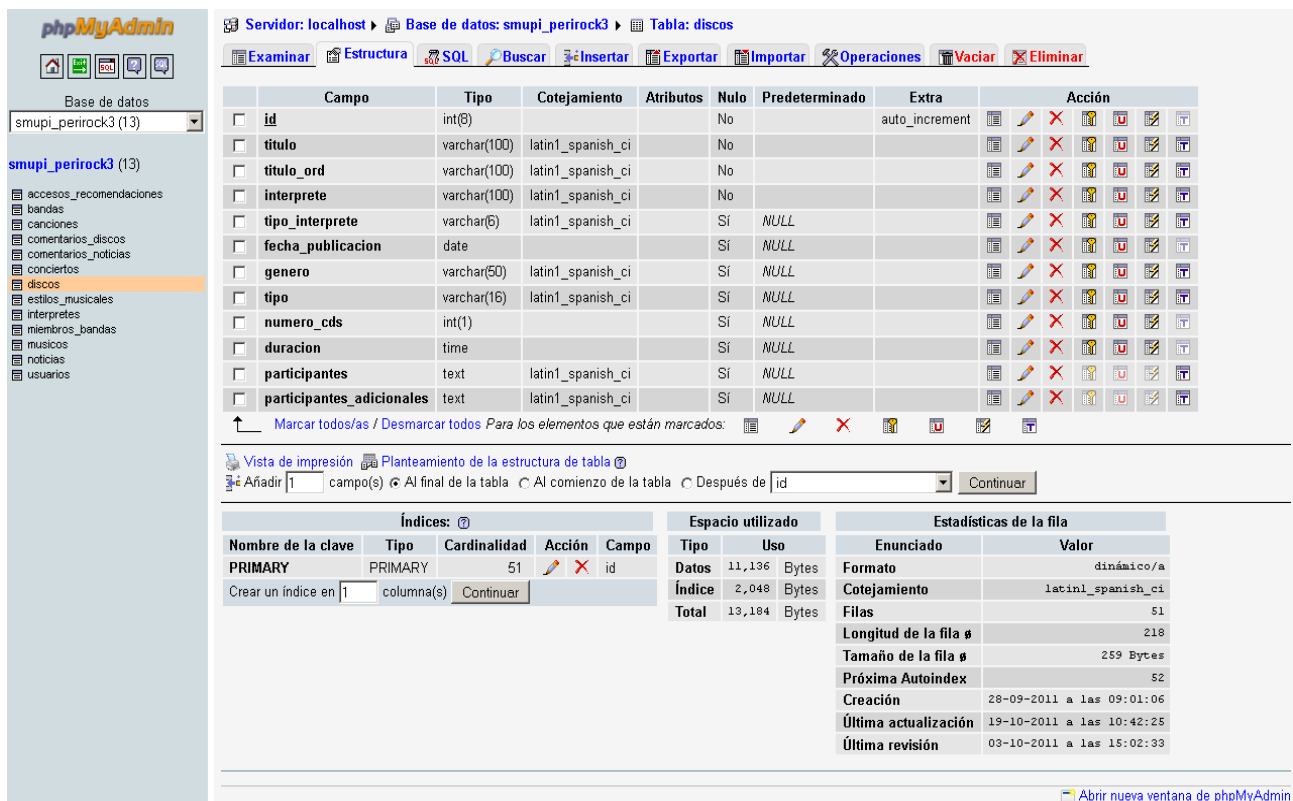 phpMyAdmin
Base de datos
smupi_perirock3 (13)
smupi_perirock3 (13)
accesos_recomendaciones
bandas
canciones
comentarios_discos
comentarios_noticias
conciertos
discos
estilos_musicales
interpretes
miembros_bandas
musicos
noticias
usuarios
Servidor: localhost Base de datos: smupi_perirock3 Tabla: discos
Examinar Estructura SQL Buscar Insertar Exportar Importar Operaciones Vaciar Eliminar
Campo Tipo Cotejamiento Atributos Nulo Predeterminado Extra Acción
id int(8) No auto_increment
titulo varchar(100) latin1_spanish_ci No
titulo_ord varchar(100) latin1_spanish_ci No
interprete varchar(100) latin1_spanish_ci No
tipo_interprete varchar(6) latin1_spanish_ci Sí NULL
fecha_publicacion date Sí NULL
genero varchar(50) latin1_spanish_ci Sí NULL
tipo varchar(16) latin1_spanish_ci Sí NULL
numero_cds int(1) Sí NULL
duracion time Sí NULL
participantes text latin1_spanish_ci Sí NULL
participantes_adicionales text latin1_spanish_ci Sí NULL
Marcar todos/as / Desmarcar todos Para los elementos que están marcados:
Vista de impresión Planteamiento de la estructura de tabla
Añadir 1 campo(s) Al final de la tabla Al comienzo de la tabla Después de id Continuar
Índices:
Nombre de la clave Tipo Cardinalidad Acción Campo
PRIMARY PRIMARY 51 id
Crear un índice en 1 columna(s) Continuar
Espacio utilizado
Tipo Uso
Datos 11,136 Bytes
Índice 2,048 Bytes
Total 13,184 Bytes
Estadísticas de la fila
Enunciado Valor
Formato dinámico/a
Cotejamiento latin1_spanish_ci
Filas 51
Longitud de la fila ø 218
Tamaño de la fila ø 259 Bytes
Próxima Autoindex 52
Creación 28-09-2011 a las 09:01:06
Última actualización 19-10-2011 a las 10:42:25
Última revisión 03-10-2011 a las 15:02:33
Abrir nueva ventana de phpMyAdmin